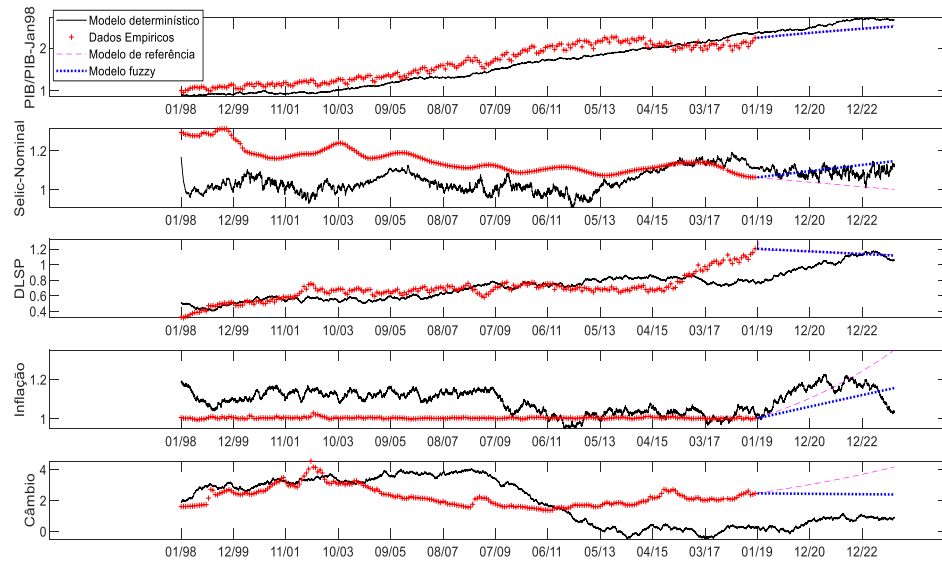 PIB/PIB-Jan98
2
1
Modelo determinístico
Dados Empiricos
Modelo de referência
Modelo fuzzy
01/98 12/99 11/01 10/03 09/05 08/07 07/09 06/11 05/13 04/15 03/17 01/19 12/20 12/22
Selic-Nominal
1.2
1
01/98 12/99 11/01 10/03 09/05 08/07 07/09 06/11 05/13 04/15 03/17 01/19 12/20 12/22
DLSP
1.2
1
0.8
0.6
0.4
01/98 12/99 11/01 10/03 09/05 08/07 07/09 06/11 05/13 04/15 03/17 01/19 12/20 12/22
Inflação
1.2
1
01/98 12/99 11/01 10/03 09/05 08/07 07/09 06/11 05/13 04/15 03/17 01/19 12/20 12/22
Câmbio
4
2
0
01/98 12/99 11/01 10/03 09/05 08/07 07/09 06/11 05/13 04/15 03/17 01/19 12/20 12/22